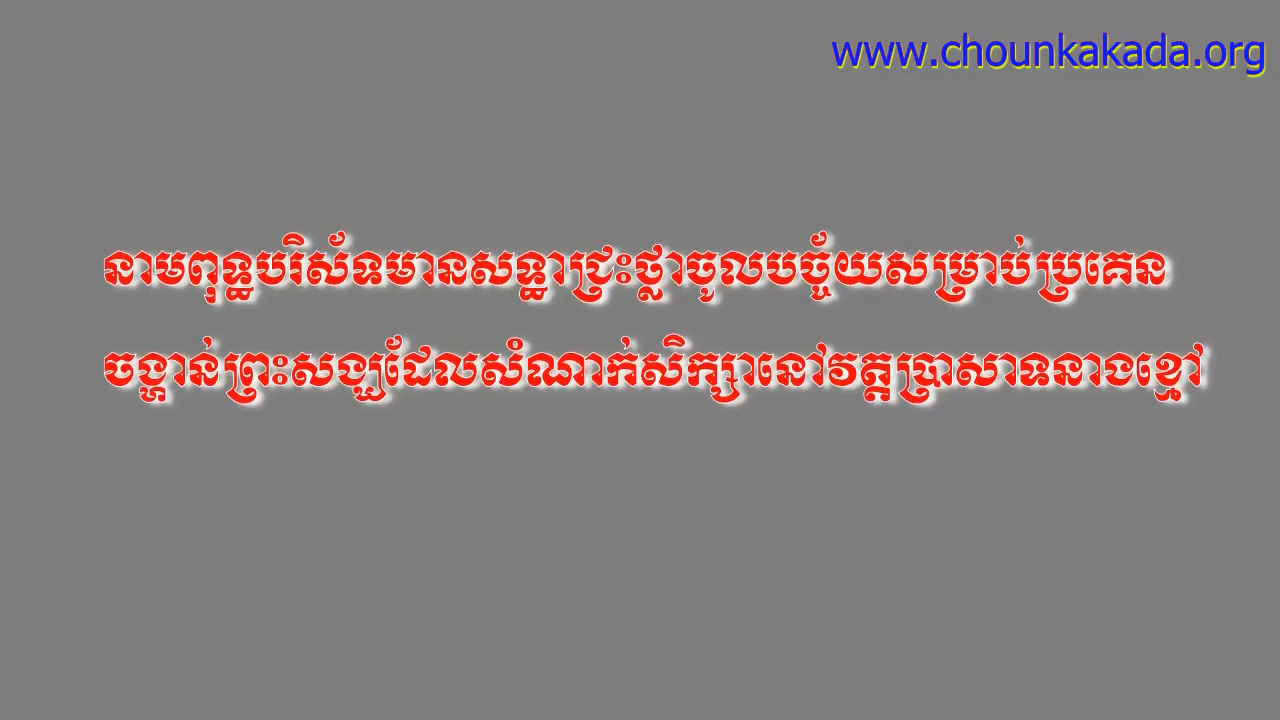 www.chounkakada.org
នាមពុទ្ធបរិស័ទមានសទ្ធាជ្រះថ្លាចូលបច្ច័យសម្រាប់ប្រគេន
ចង្ហាន់ព្រះសង្ឃដែលសំណាក់សិក្សានៅវត្តប្រាសាទនាងខ្មៅ